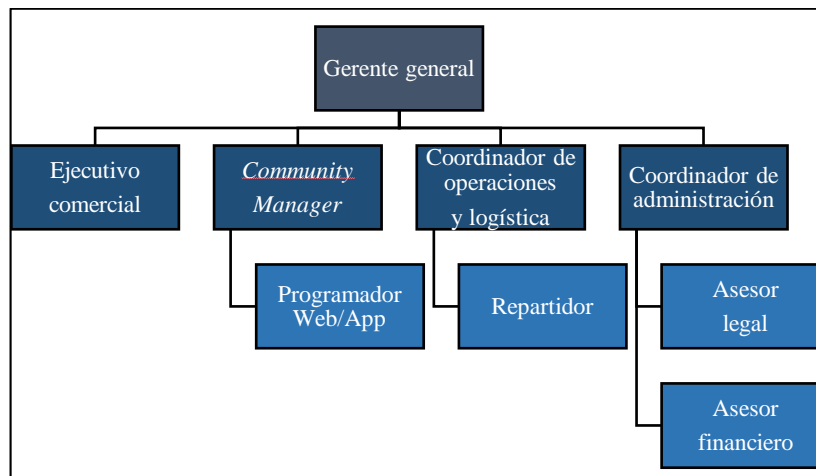 Gerente general
Ejecutivo
comercial
Community
Manager
Coordinador de
operaciones
y logística
Coordinador de
administración
Programador
Web/App
Repartidor
Asesor
legal
Asesor
financiero